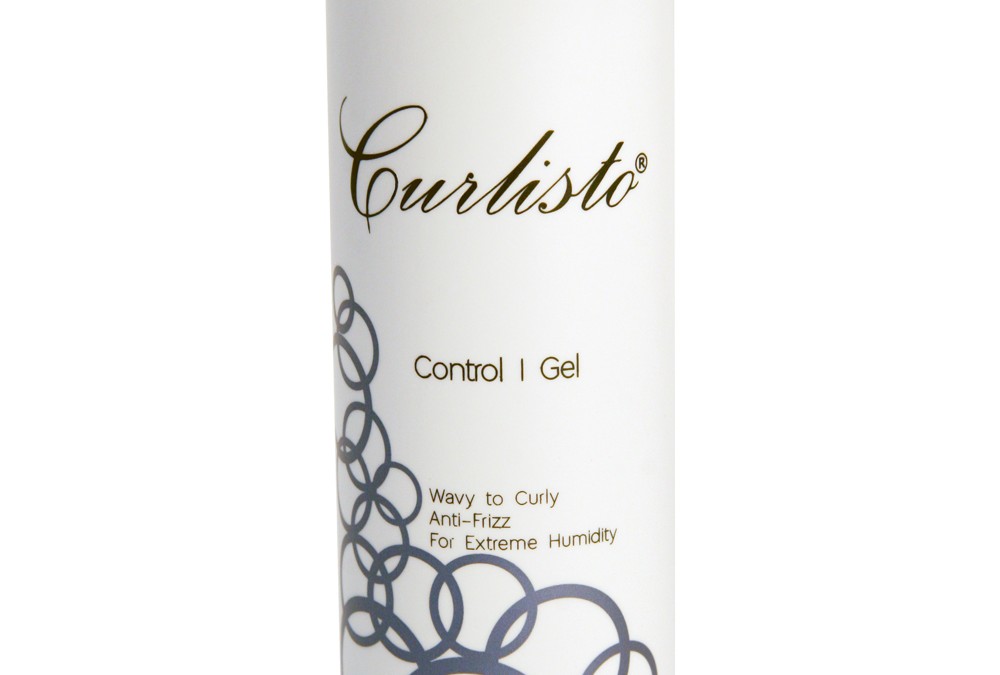 Curlisto®
Control | Gel
Wavy to Curly
Anti-Frizz
For Extreme Humidity